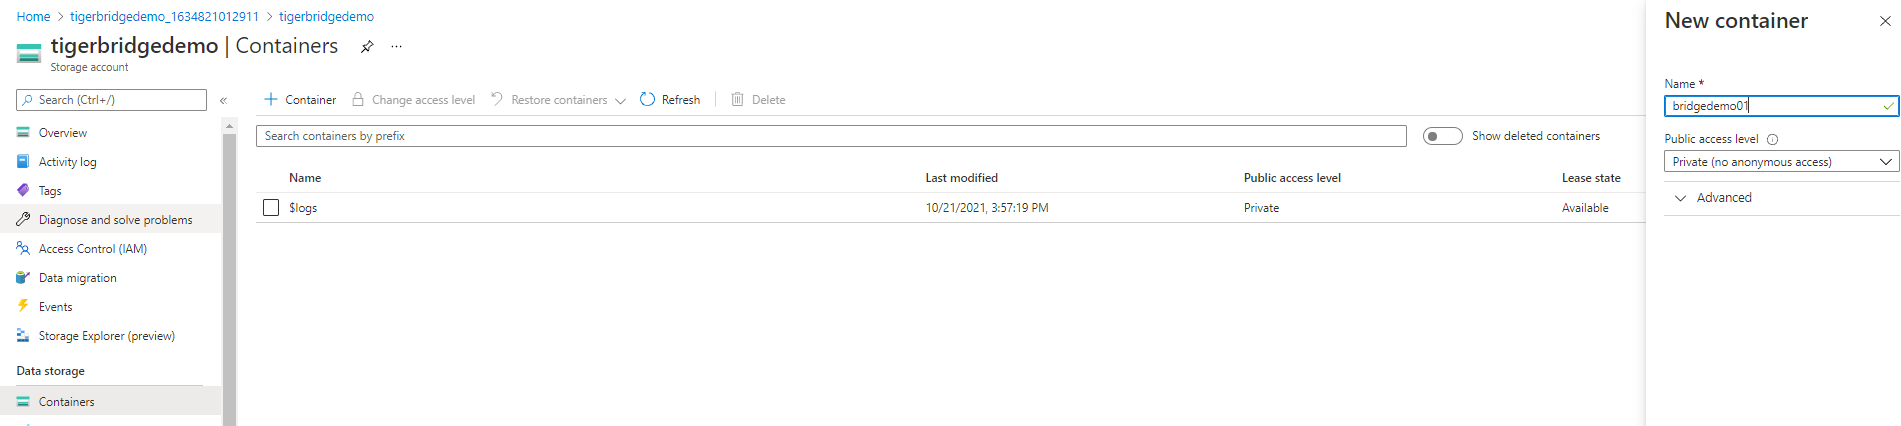 Home > tigerbridgedemo_1634821012911 > tigerbridgedemo
tigerbridgedemo | Containers ...
Storage account
Search (Ctrl+/) «
Overview
Activity log
Tags
Diagnose and solve problems
Access Control (IAM)
Data migration
Events
Storage Explorer (preview)
Data storage
Containers
+ Container Change access level Restore containers Refresh Delete
Search containers by prefix Show deleted containers
Name Last modified Public access level Lease state
$logs 10/21/2021, 3:57:19 PM Private Available
New container
Name *
bridgedemo01
Public access level
Private (no anonymous access)
Advanced